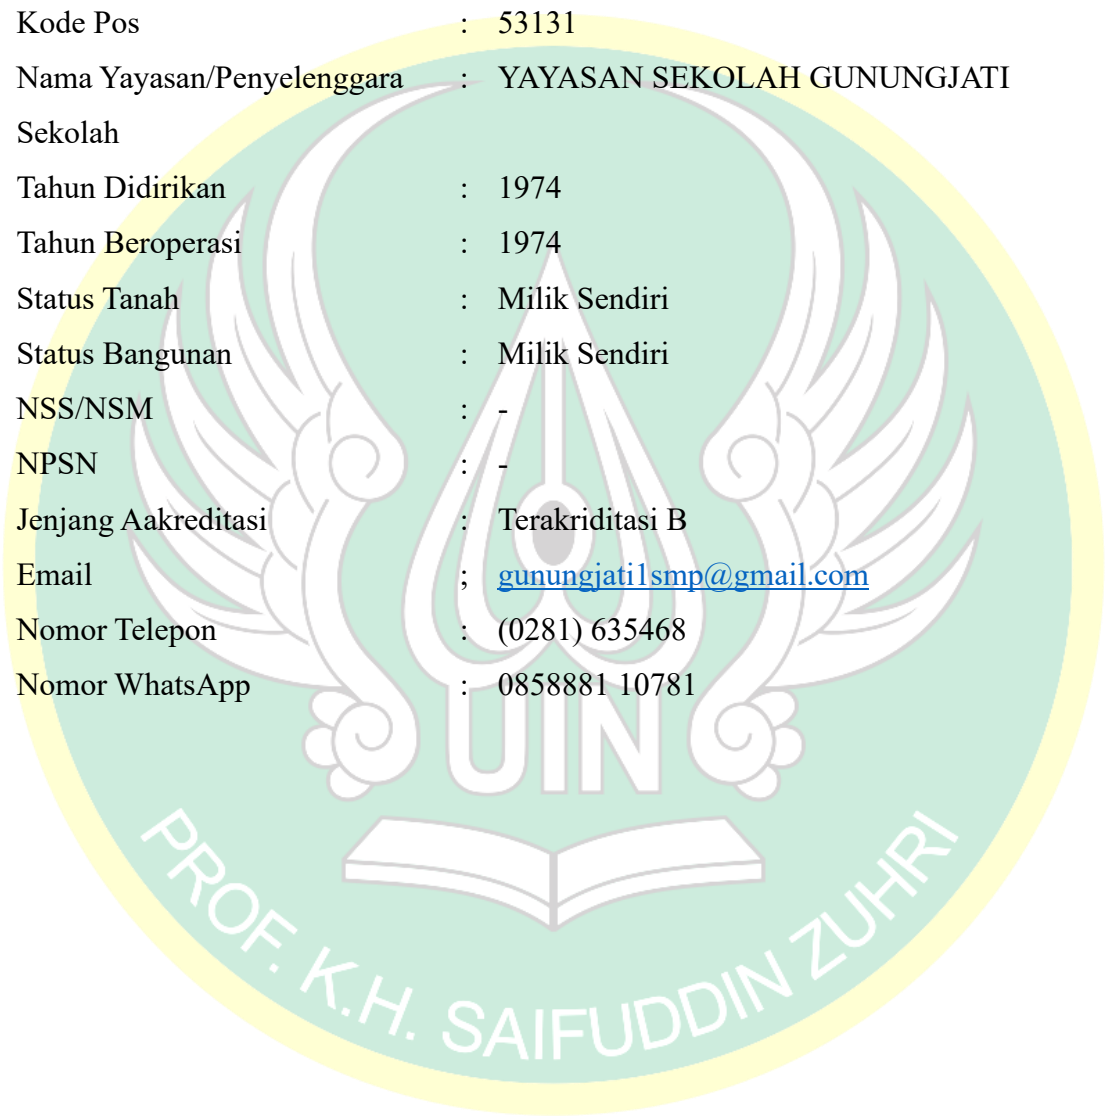 Kode Pos : 53131
Nama Yayasan/Penyelenggara : YAYASAN SEKOLAH GUNUNGJATI
Sekolah
Tahun Didirikan : 1974
Tahun Beroperasi : 1974
Status Tanah : Milik Sendiri
Status Bangunan : Milik Sendiri
NSS/NSM : -
NPSN : -
Jenjang Aakreditasi : Terakriditasi B
Email ; gunungjati1smp@gmail.com
Nomor Telepon : (0281) 635468
Nomor WhatsApp : 0858881 10781
UIN
PROF. K.H. SAIFUDDIN ZUHRI